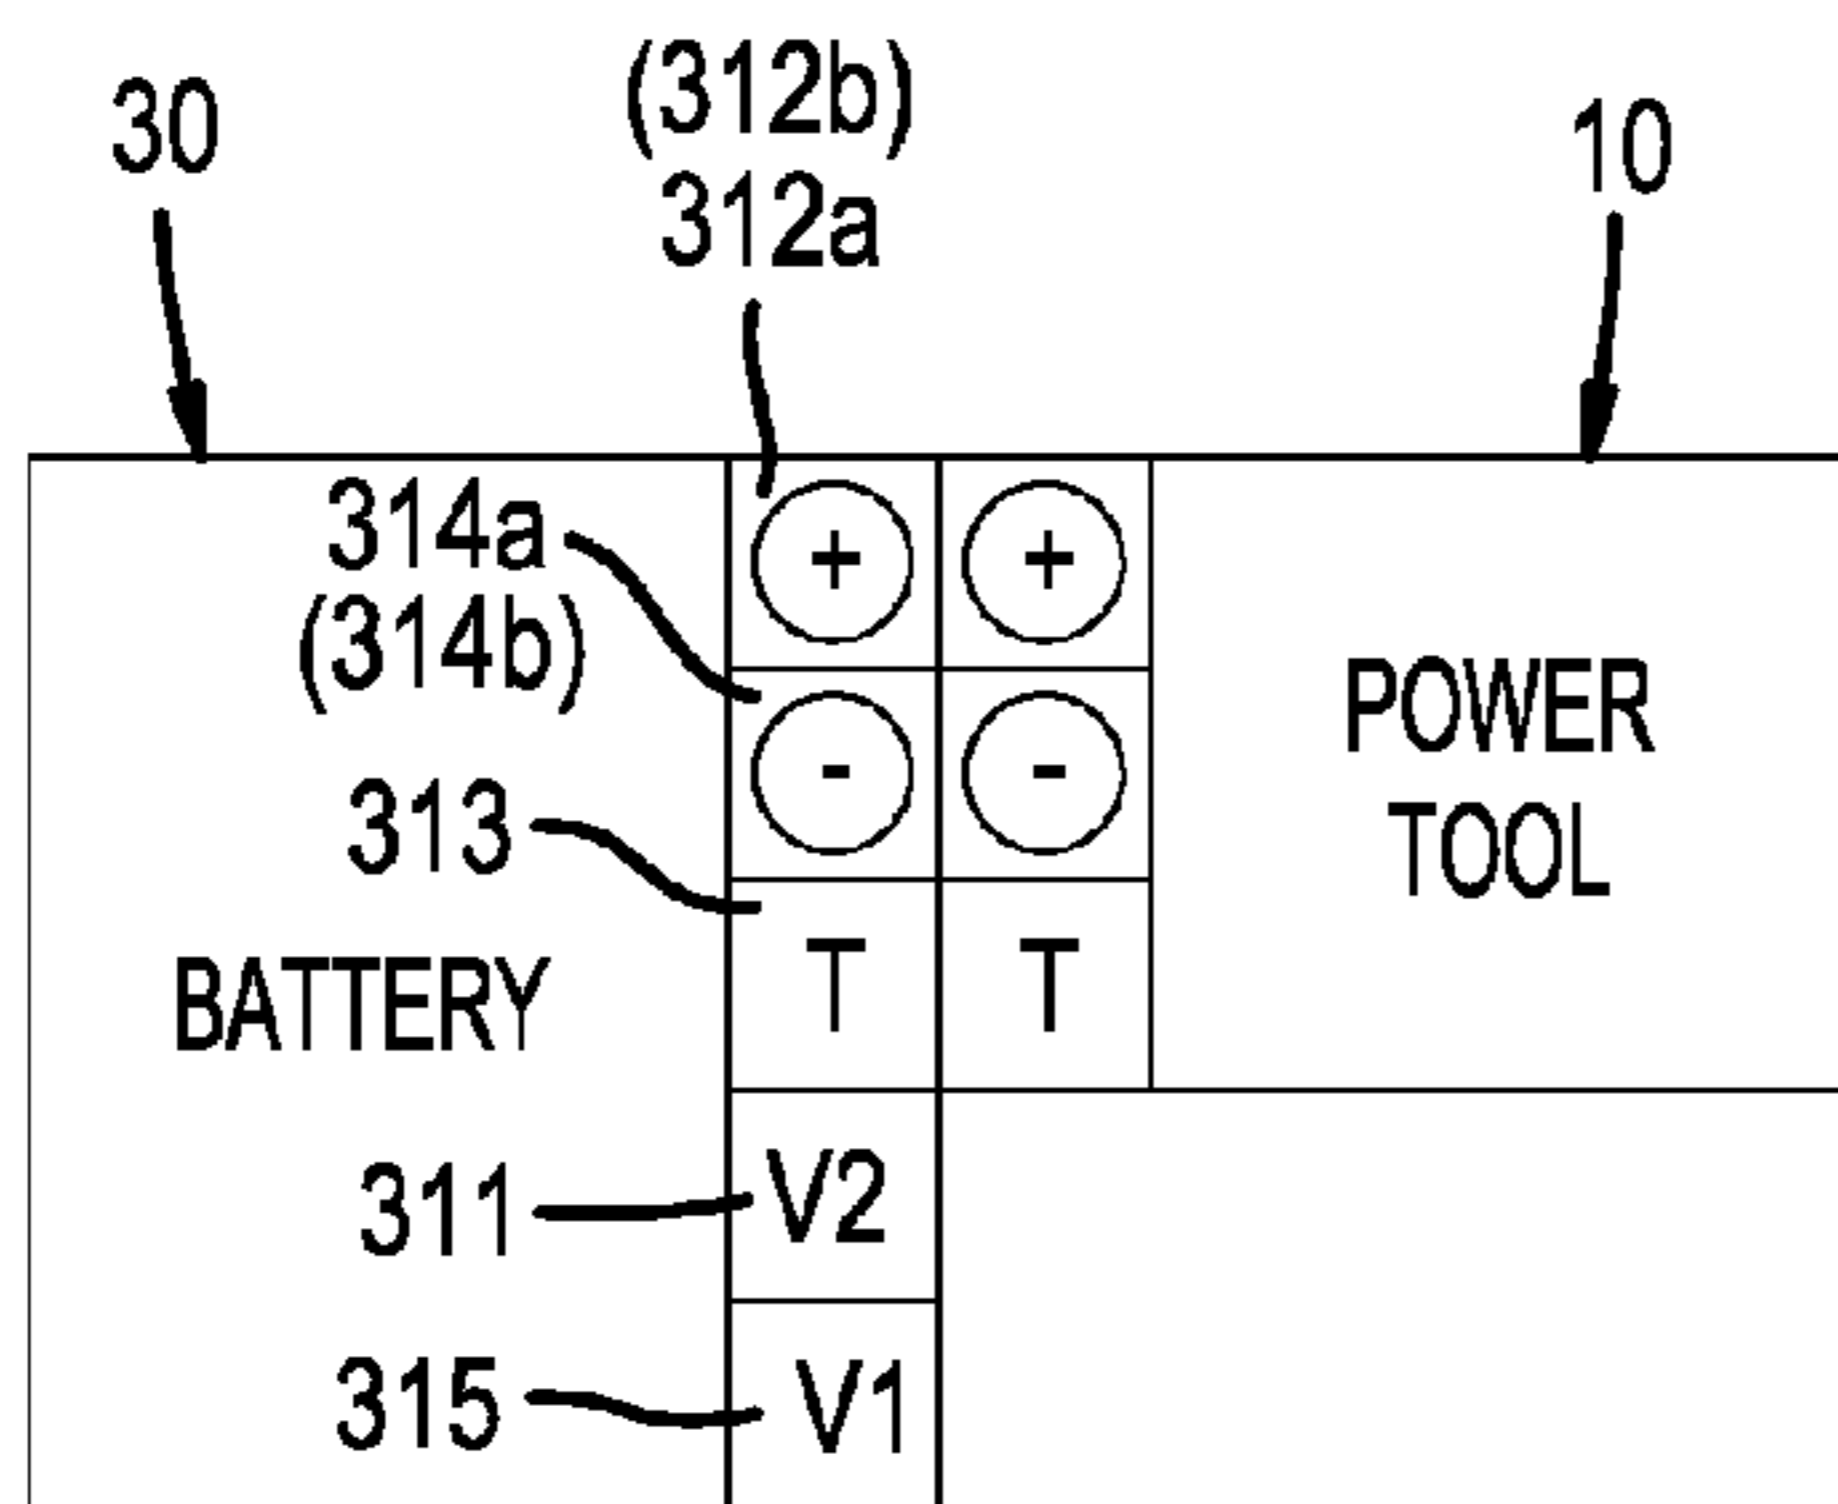 30
(312b)
312a
10
314a
(314b)
+ +
- -
POWER
TOOL
313
BATTERY
T T
311
V2
315
V1